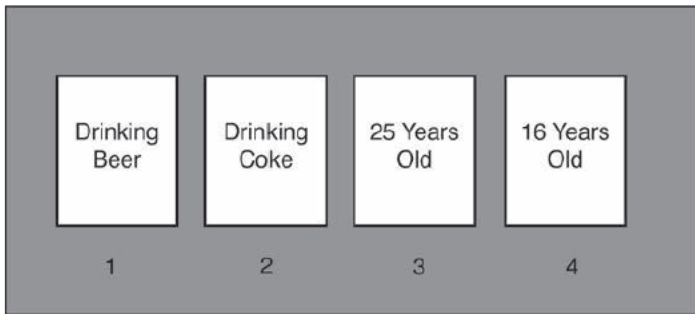 Drinking
Beer
Drinking
Coke
25 Years
Old
16 Years
Old
1
2
3
4